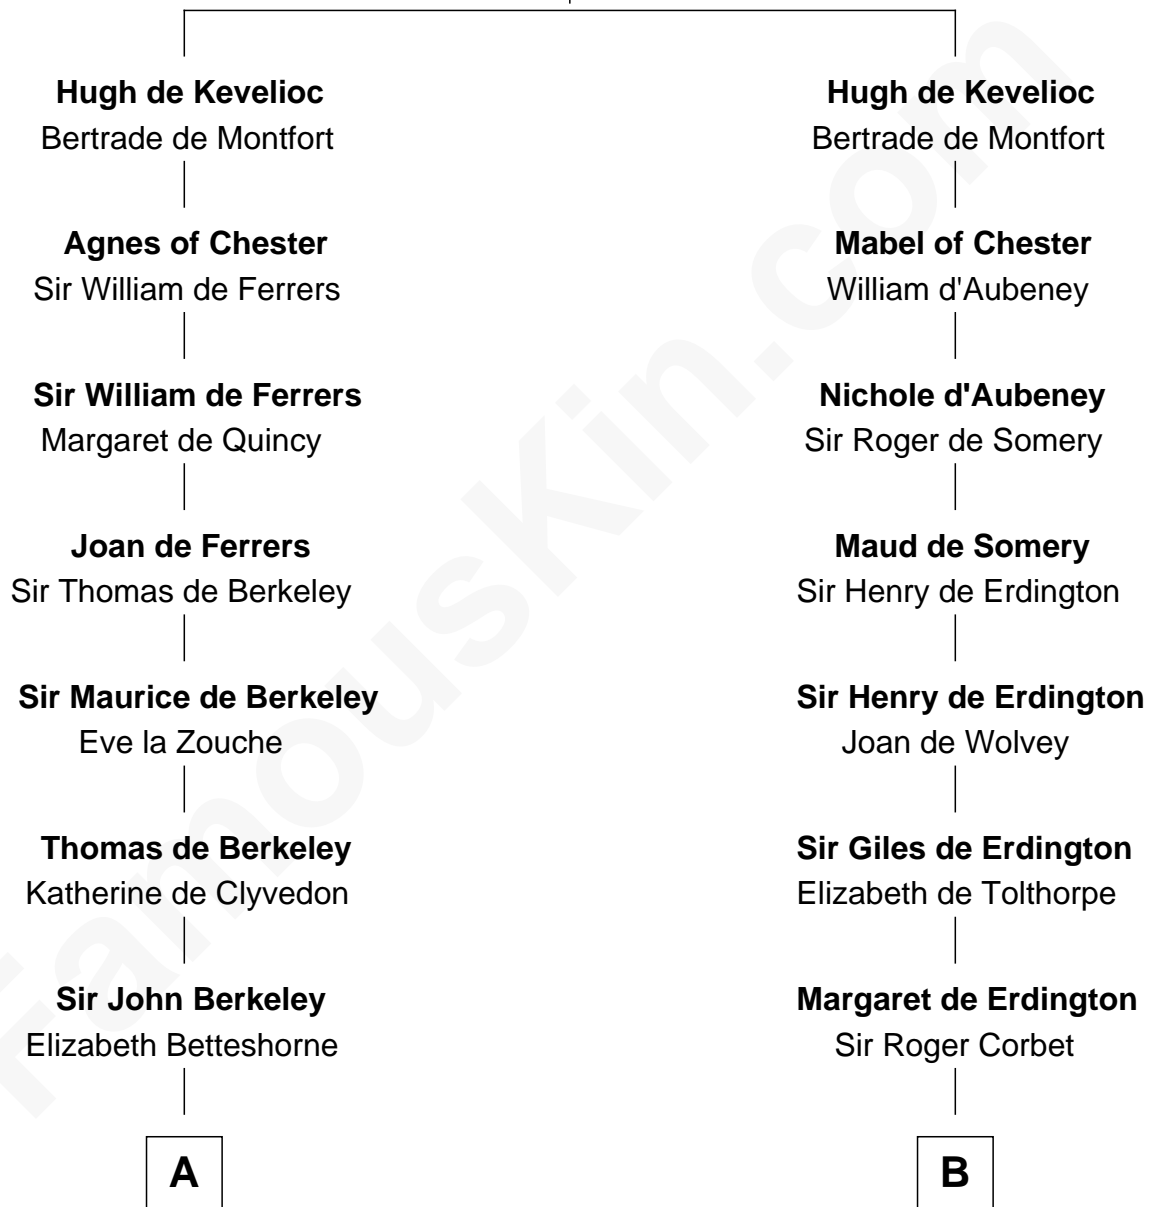 Hugh de Kevelioc
Bertrade de Montfort
Agnes of Chester
Sir William de Ferrers
Sir William de Ferrers
Margaret de Quincy
Joan de Ferrers
Sir Thomas de Berkeley
Sir Maurice de Berkeley
Eve la Zouche
Thomas de Berkeley
Katherine de Clyvedon
Sir John Berkeley
Elizabeth Betteshorne
A
Hugh de Kevelioc
Bertrade de Montfort
Mabel of Chester
William d'Aubeney
Nichole d'Aubeney
Sir Roger de Somery
Maud de Somery
Sir Henry de Erdington
Sir Henry de Erdington
Joan de Wolvey
Sir Giles de Erdington
Elizabeth de Tolthorpe
Margaret de Erdington
Sir Roger Corbet
B
FamousKin.com